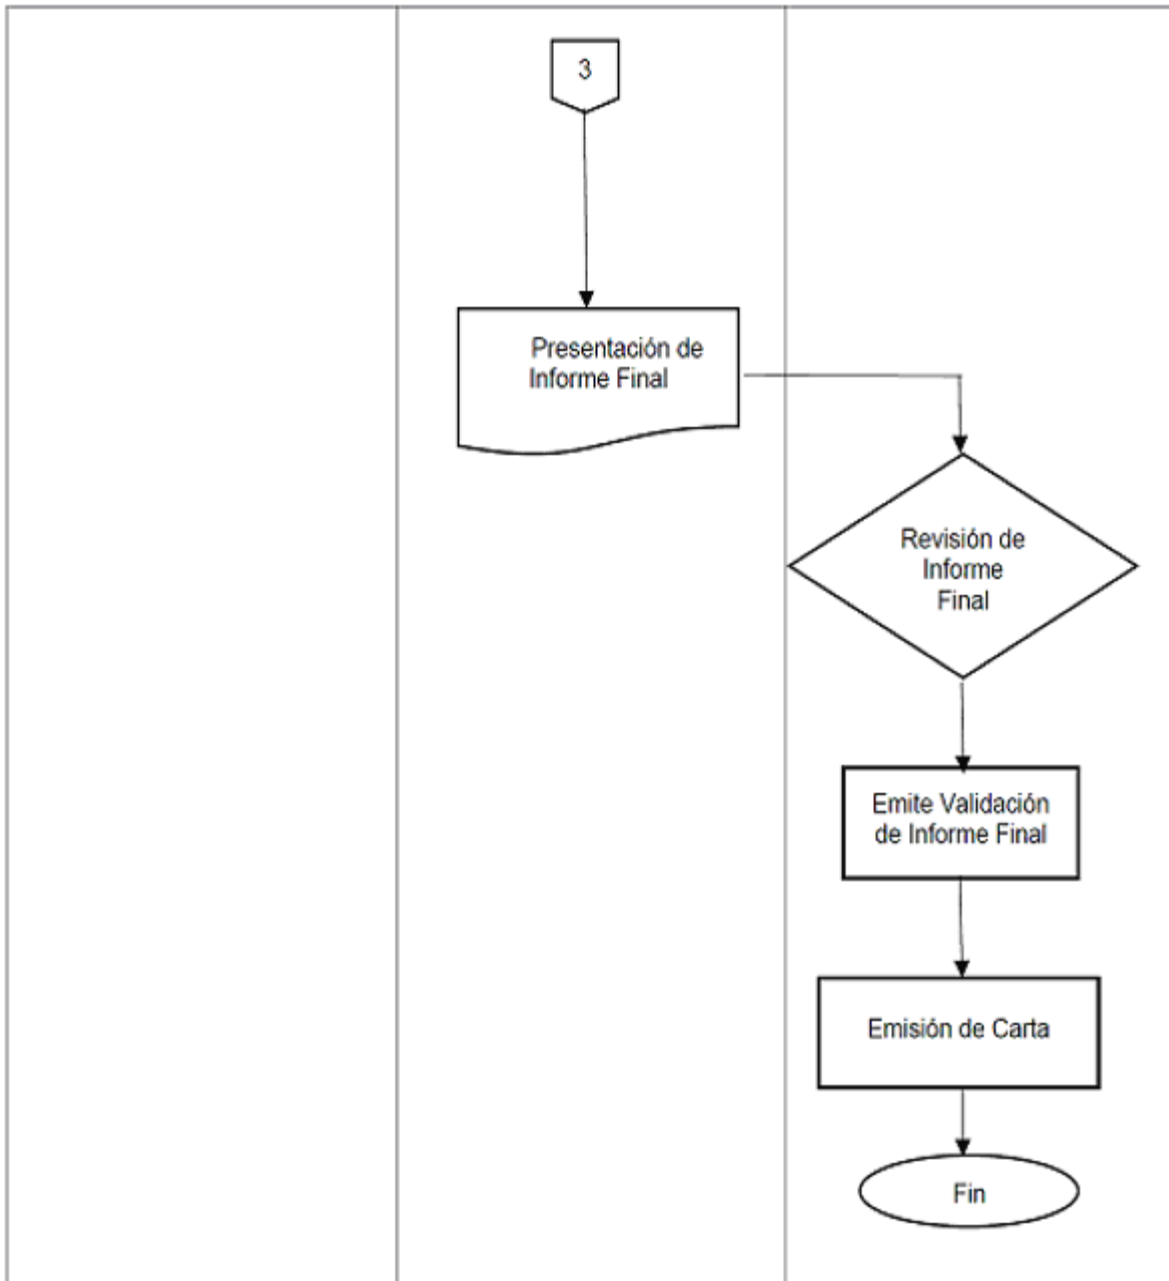 3
Presentación de
Informe Final
Revisión de
Informe
Final
Emite Validación
de Informe Final
Emisión de Carta
Fin